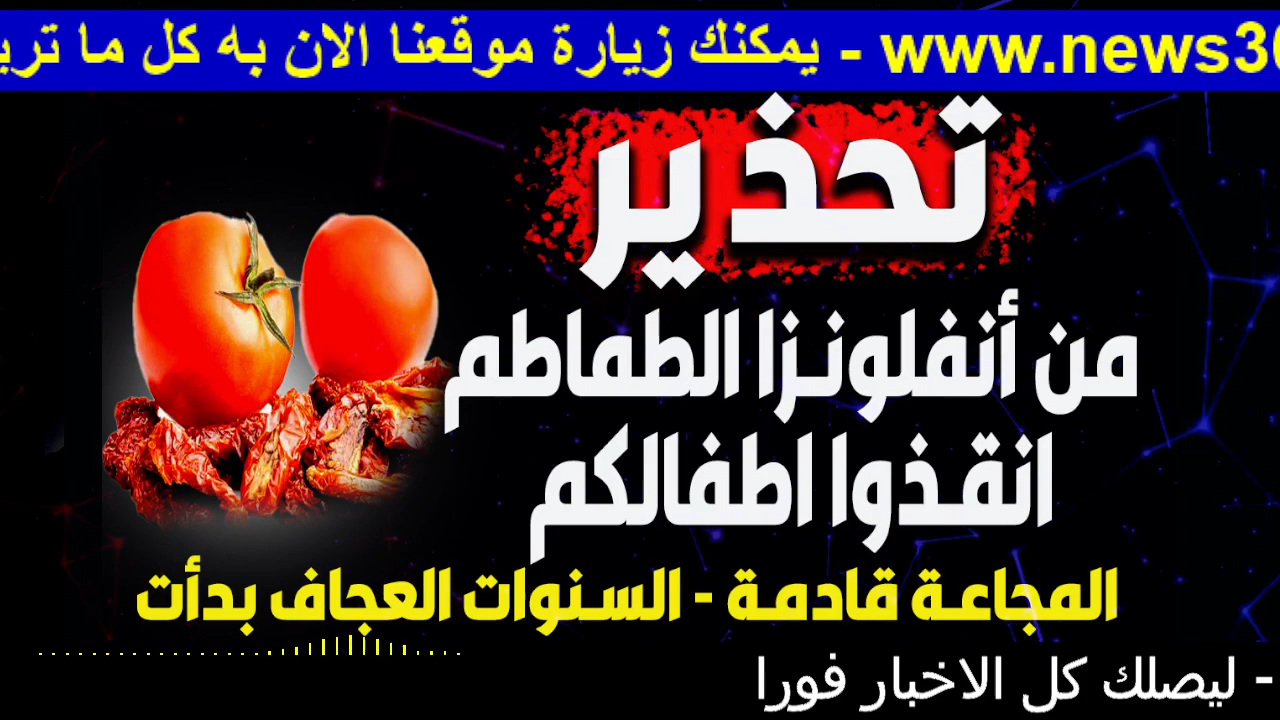 www.news3 - يمكنك زيارة موقعنا الان به كل ما
تحذير
من أنفلونزا الطماطم
انقذوا اطفالكم
المجاعة قادمة - السنوات العجاف بدأت
- ليصلك كل الاخبار فورا